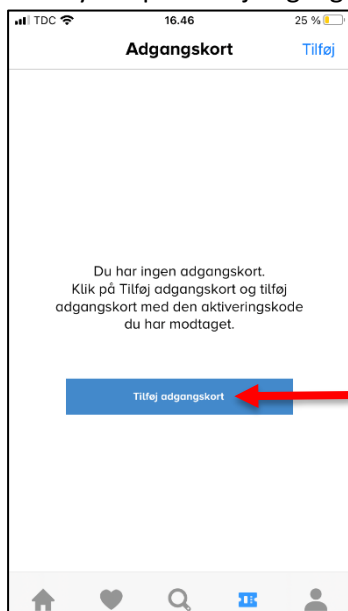 TDC 16.46 25 %
Adgangskort Tilføj
Du har ingen adgangskort.
Klik på Tilføj adgangskort og tilføj
adgangskort med den aktiveringskode
du har modtaget.
Tilføj adgangskort